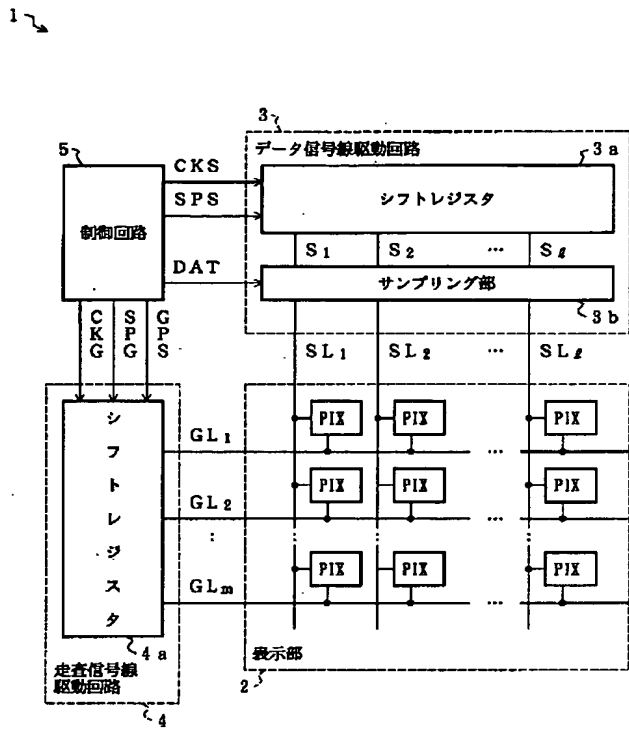 1
3
データ信号線駆動回路
3a
5
CKS
シフトレジスタ
SPS
制御回路
S1 S2 … Sℓ
DAT
サンプリング部
3b
CKG
SPG
GPS
SL1 SL2 … SLℓ
シフトレジスタ
PIX PIX PIX
GL1 …
PIX PIX PIX
GL2 …
PIX PIX PIX
GLm …
4a
表示部
走査信号線
駆動回路
2
4